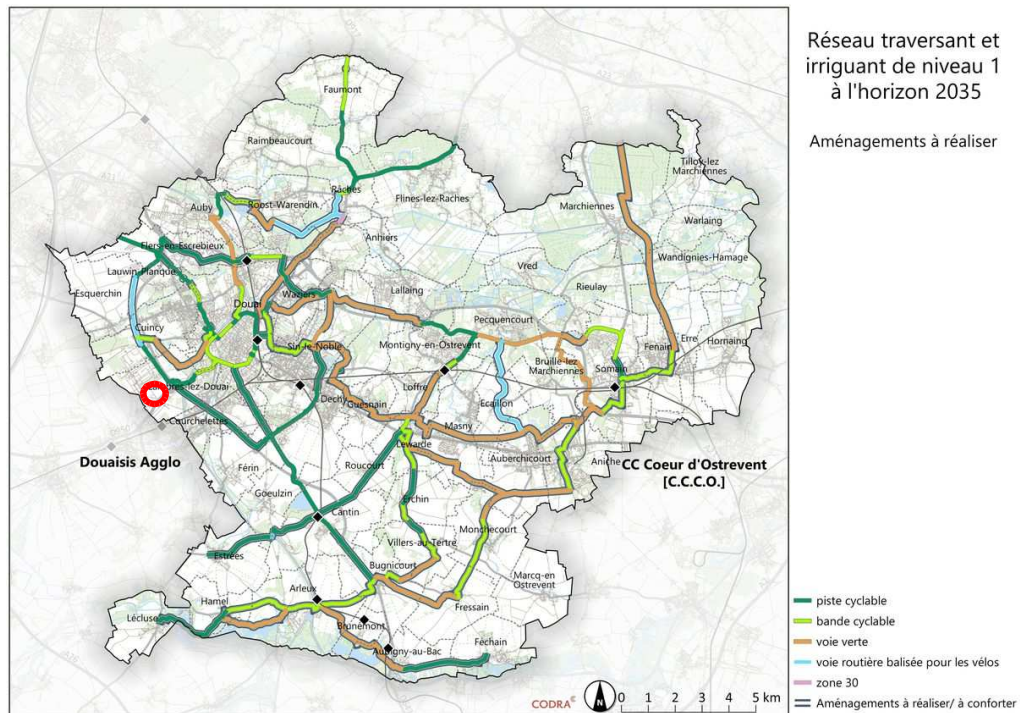 Réseau traversant et
irriguant de niveau 1
à l'horizon 2035
Aménagements à réaliser
Faumont
Raimbeaucourt
Râches
Roost-Warendin
Flines-lez-Raches
Auby
Anhiers
Tilloy-lez
Marchiennes
Marchiennes
Warlaing
Wandignies-Hamage
Flers-en-Escrebieux
Lauwin-Planque
Esquerchin
Cuincy
Douai
Waziers
Lallaing
Vred
Rieulay
Pecquencourt
Sin-le-Noble
Montigny-en-Ostrevent
Bruille-lez
Marchiennes
Somain
Fenain
Erre
Hornaing
Dechy
Guesnain
Loffre
Ecaillon
Masny
Courchelettes
Lewarde
Auberchicourt
Aniche
Douaisis Agglo
CC Coeur d'Ostrevent
[C.C.C.O.]
Férin
Roucourt
Goeulzin
Erchin
Cantin
Monchecourt
Villers-au-Tertre
Estrées
Bugnicourt
Marcq-en
Ostrevent
Hamel
Arleux
Fressain
Lécluse
Brunemont
Aubigny-au-Bac
Féchain
piste cyclable
bande cyclable
voie verte
voie routière balisée pour les vélos
zone 30
Aménagements à réaliser/ à conforter
CODRA
N
0 1 2 3 4 5 km